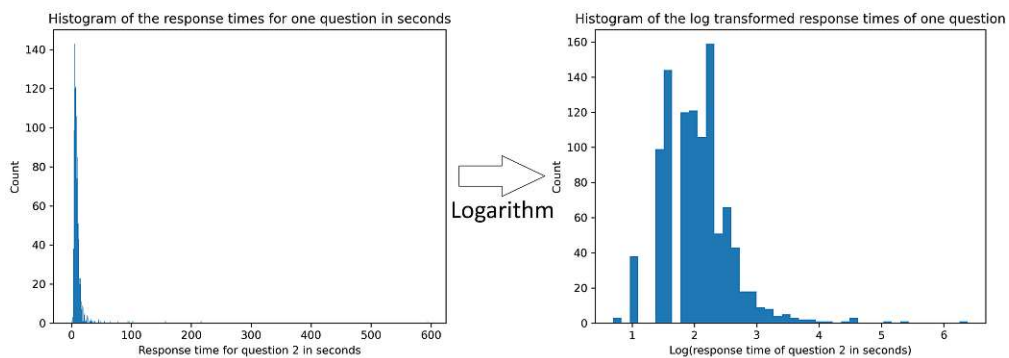 Histogram of the response times for one question in seconds
140
120
100
80
60
40
20
0
Count
0 100 200 300 400 500 600
Response time for question 2 in seconds
Logarithm
Histogram of the log transformed response times of one question
160
140
120
100
80
60
40
20
0
Count
1 2 3 4 5 6
Log(response time of question 2 in seconds)